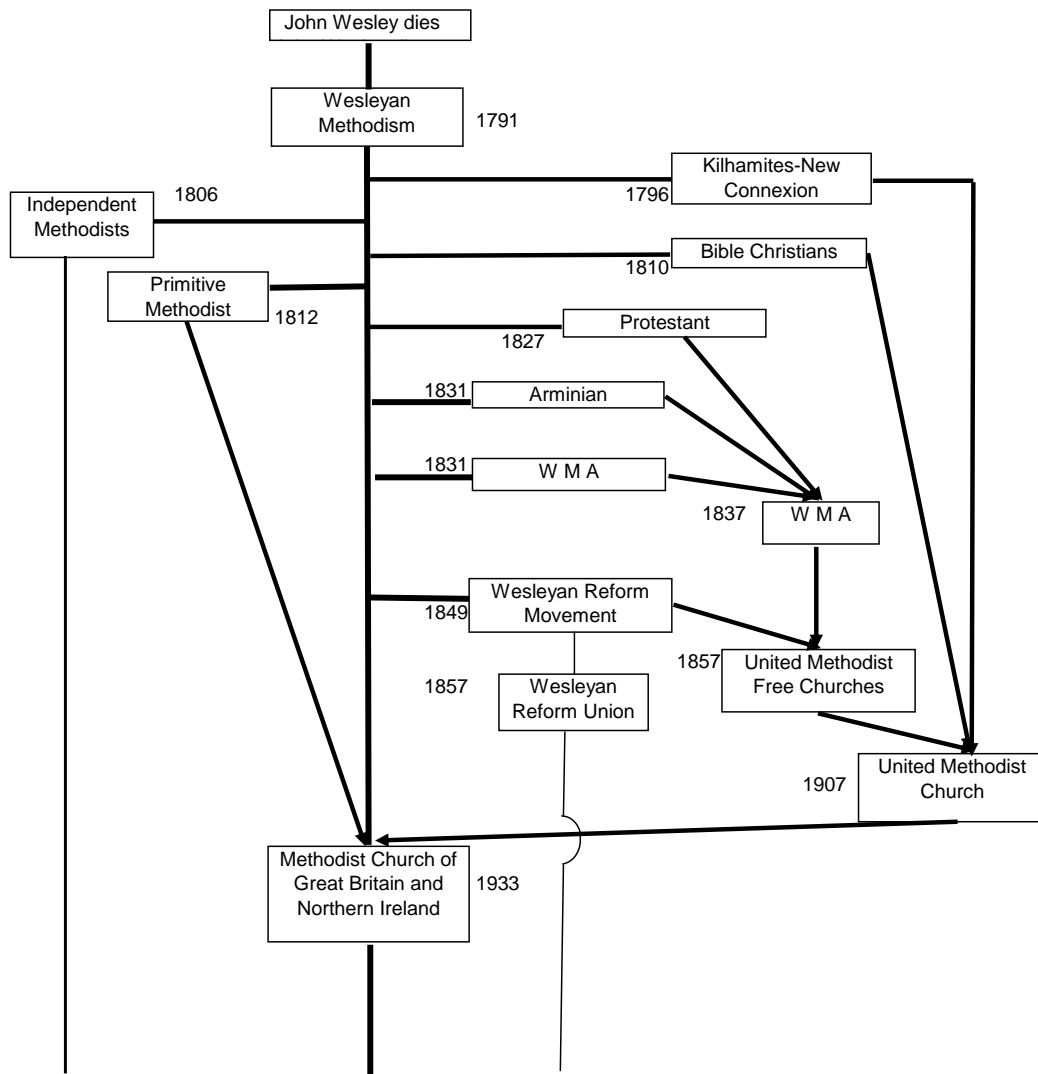 John Wesley dies
Wesleyan
Methodism
1791
Kilhamites-New
Connexion
1796
1806
Independent
Methodists
Bible Christians
1810
Primitive
Methodist
1812
Protestant
1827
1831
Arminian
1831
W M A
1837
W M A
Wesleyan Reform
Movement
1849
1857
United Methodist
Free Churches
1857
Wesleyan
Reform Union
United Methodist
Church
1907
Methodist Church of
Great Britain and
Northern Ireland
1933